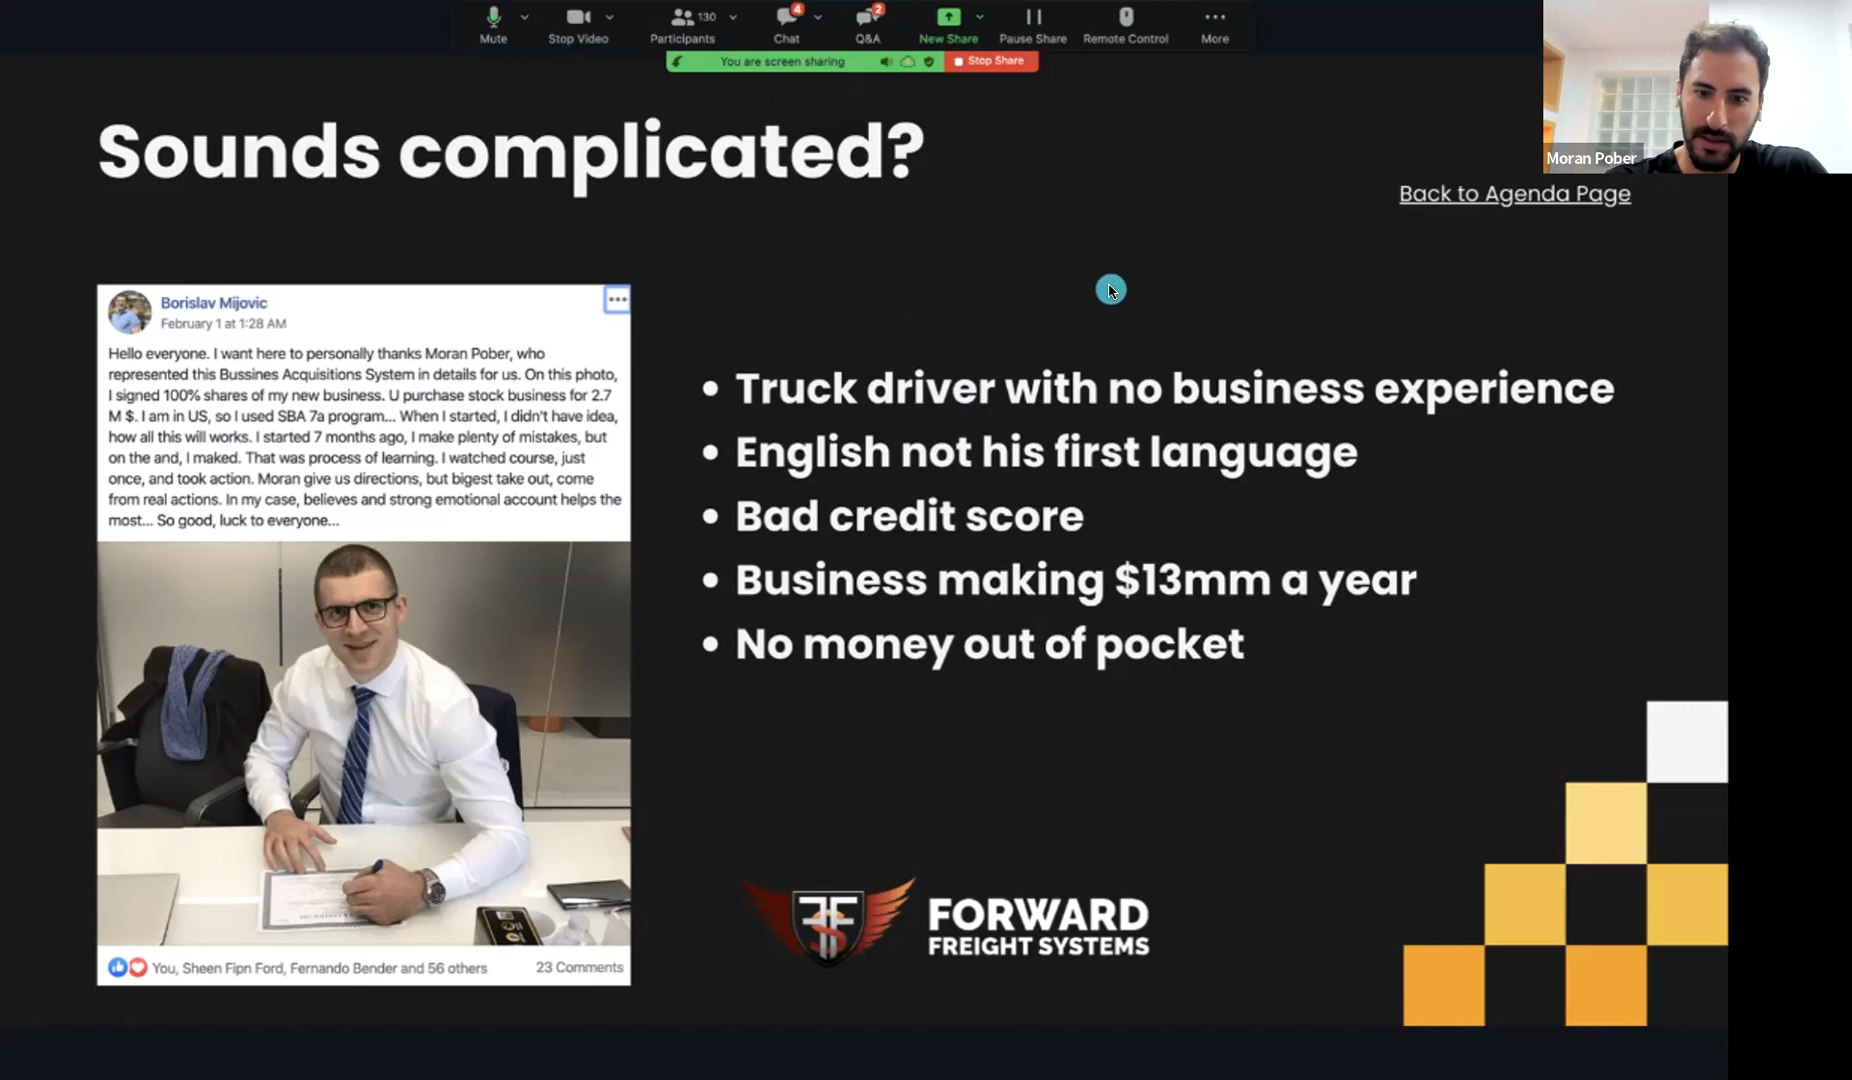 Mute
Stop Video
130
Participants
4
Chat
2
Q&A
New Share
Pause Share
Remote Control
More
You are screen sharing
Stop Share
Moran Pober
Sounds complicated?
Back to Agenda Page
Borislav Mijovic
February 1 at 1:28 AM
Hello everyone. I want here to personally thanks Moran Pober, who
represented this Bussines Acquisitions System in details for us. On this photo,
I signed 100% shares of my new business. U purchase stock business for 2.7
M $. I am in US, so I used SBA 7a program... When I started, I didn't have idea,
how all this will works. I started 7 months ago, I make plenty of mistakes, but
on the and, I maked. That was process of learning. I watched course, just
once, and took action. Moran give us directions, but bigest take out, come
from real actions. In my case, believes and strong emotional account helps the
most... So good, luck to everyone...
You, Sheen Fipn Ford, Fernando Bender and 56 others
23 Comments
• Truck driver with no business experience
• English not his first language
• Bad credit score
• Business making $13mm a year
• No money out of pocket
FFS
FORWARD
FREIGHT SYSTEMS